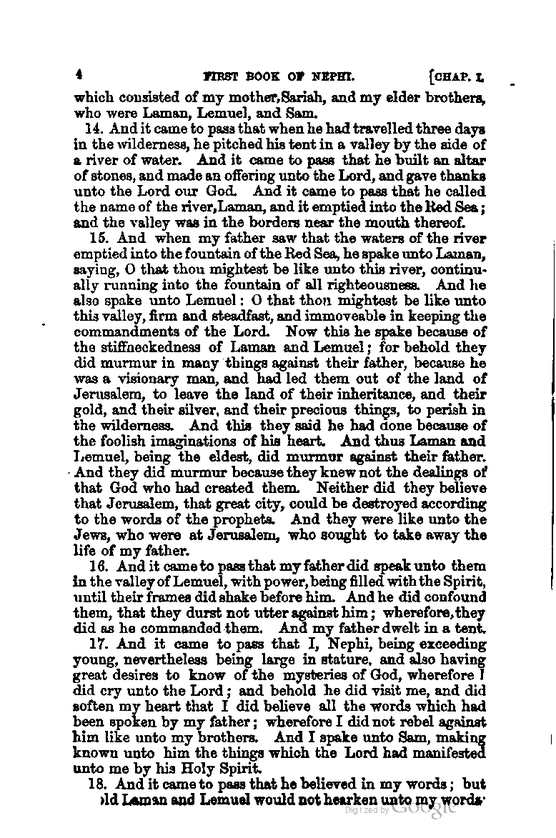 4 FIRST BOOK OF NEPHI. [CHAP. I.
which consisted of my mother, Sariah, and my elder brothers,
who were Laman, Lemuel, and Sam.
14. And it came to pass that when he had travelled three days
in the wilderness, he pitched his tent in a valley by the side of
a river of water. And it came to pass that he built an altar
of stones, and made an offering unto the Lord, and gave thanks
unto the Lord our God. And it came to pass that he called
the name of the river, Laman, and it emptied into the Red Sea;
and the valley was in the borders near the mouth thereof.
15. And when my father saw that the waters of the river
emptied into the fountain of the Red Sea, he spake unto Laman,
saying, O that thou mightest be like unto this river, continu-
ally running into the fountain of all righteousness. And he
also spake unto Lemuel: O that thou mightest be like unto
this valley, firm and steadfast, and immoveable in keeping the
commandments of the Lord. Now this he spake because of
the stiffneckedness of Laman and Lemuel; for behold they
did murmur in many things against their father, because he
was a visionary man, and had led them out of the land of
Jerusalem, to leave the land of their inheritance, and their
gold, and their silver, and their precious things, to perish in
the wilderness. And this they said he had done because of
the foolish imaginations of his heart. And thus Laman and
Lemuel, being the eldest, did murmur against their father.
And they did murmur because they knew not the dealings of
that God who had created them. Neither did they believe
that Jerusalem, that great city, could be destroyed according
to the words of the prophets. And they were like unto the
Jews, who were at Jerusalem, who sought to take away the
life of my father.
16. And it came to pass that my father did speak unto them
in the valley of Lemuel, with power, being filled with the Spirit,
until their frames did shake before him. And he did confound
them, that they durst not utter against him; wherefore, they
did as he commanded them. And my father dwelt in a tent.
17. And it came to pass that I, Nephi, being exceeding
young, nevertheless being large in stature, and also having
great desires to know of the mysteries of God, wherefore I
did cry unto the Lord; and behold he did visit me, and did
soften my heart that I did believe all the words which had
been spoken by my father; wherefore I did not rebel against
him like unto my brothers. And I spake unto Sam, making
known unto him the things which the Lord had manifested
unto me by his Holy Spirit.
18. And it came to pass that he believed in my words; but
ld Laman and Lemuel would not hearken unto my words
Digitized by Google